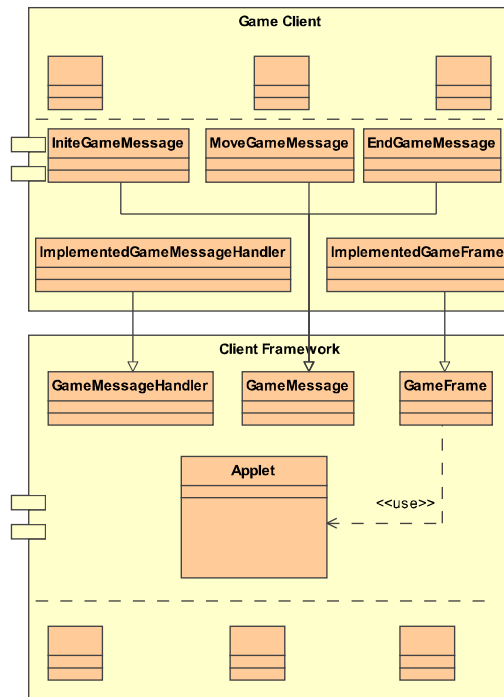 Game Client
IniteGameMessage
MoveGameMessage
EndGameMessage
ImplementedGameMessageHandler
ImplementedGameFrame
Client Framework
GameMessageHandler
GameMessage
GameFrame
Applet
<<use>>